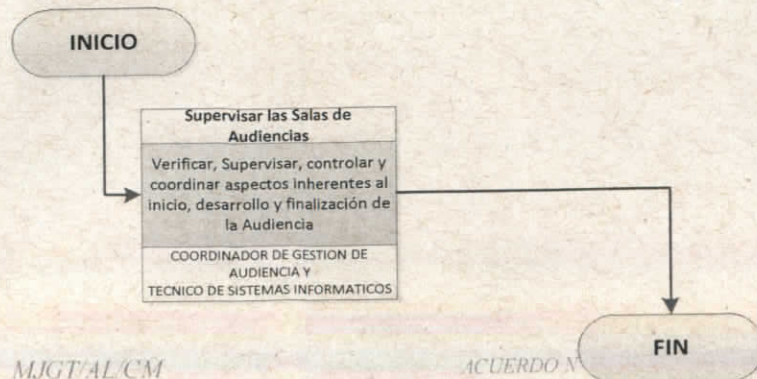 INICIO
Supervisar las Salas de
Audiencias
Verificar, Supervisar, controlar y
coordinar aspectos inherentes al
inicio, desarrollo y finalización de
la Audiencia
COORDINADOR DE GESTION DE
AUDIENCIA Y
TECNICO DE SISTEMAS INFORMATICOS
FIN
MJGT/AL/CM
ACUERDO N